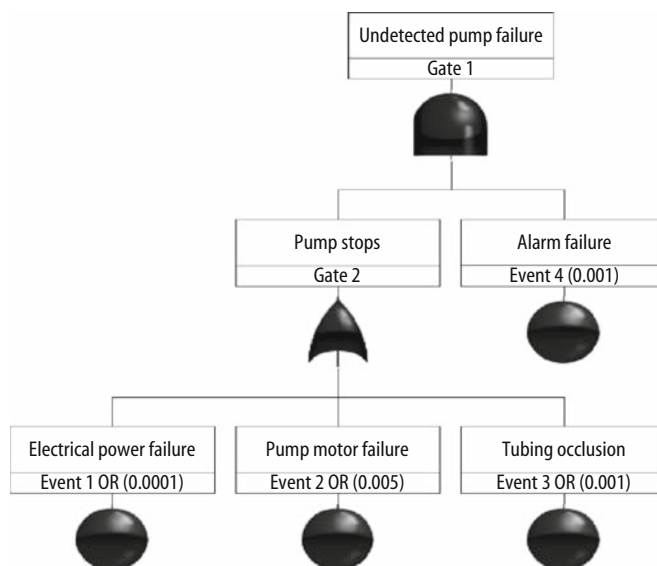 Undetected pump failure
Gate 1
Pump stops
Gate 2
Alarm failure
Event 4 (0.001)
Electrical power failure
Event 1 OR (0.0001)
Pump motor failure
Event 2 OR (0.005)
Tubing occlusion
Event 3 OR (0.001)